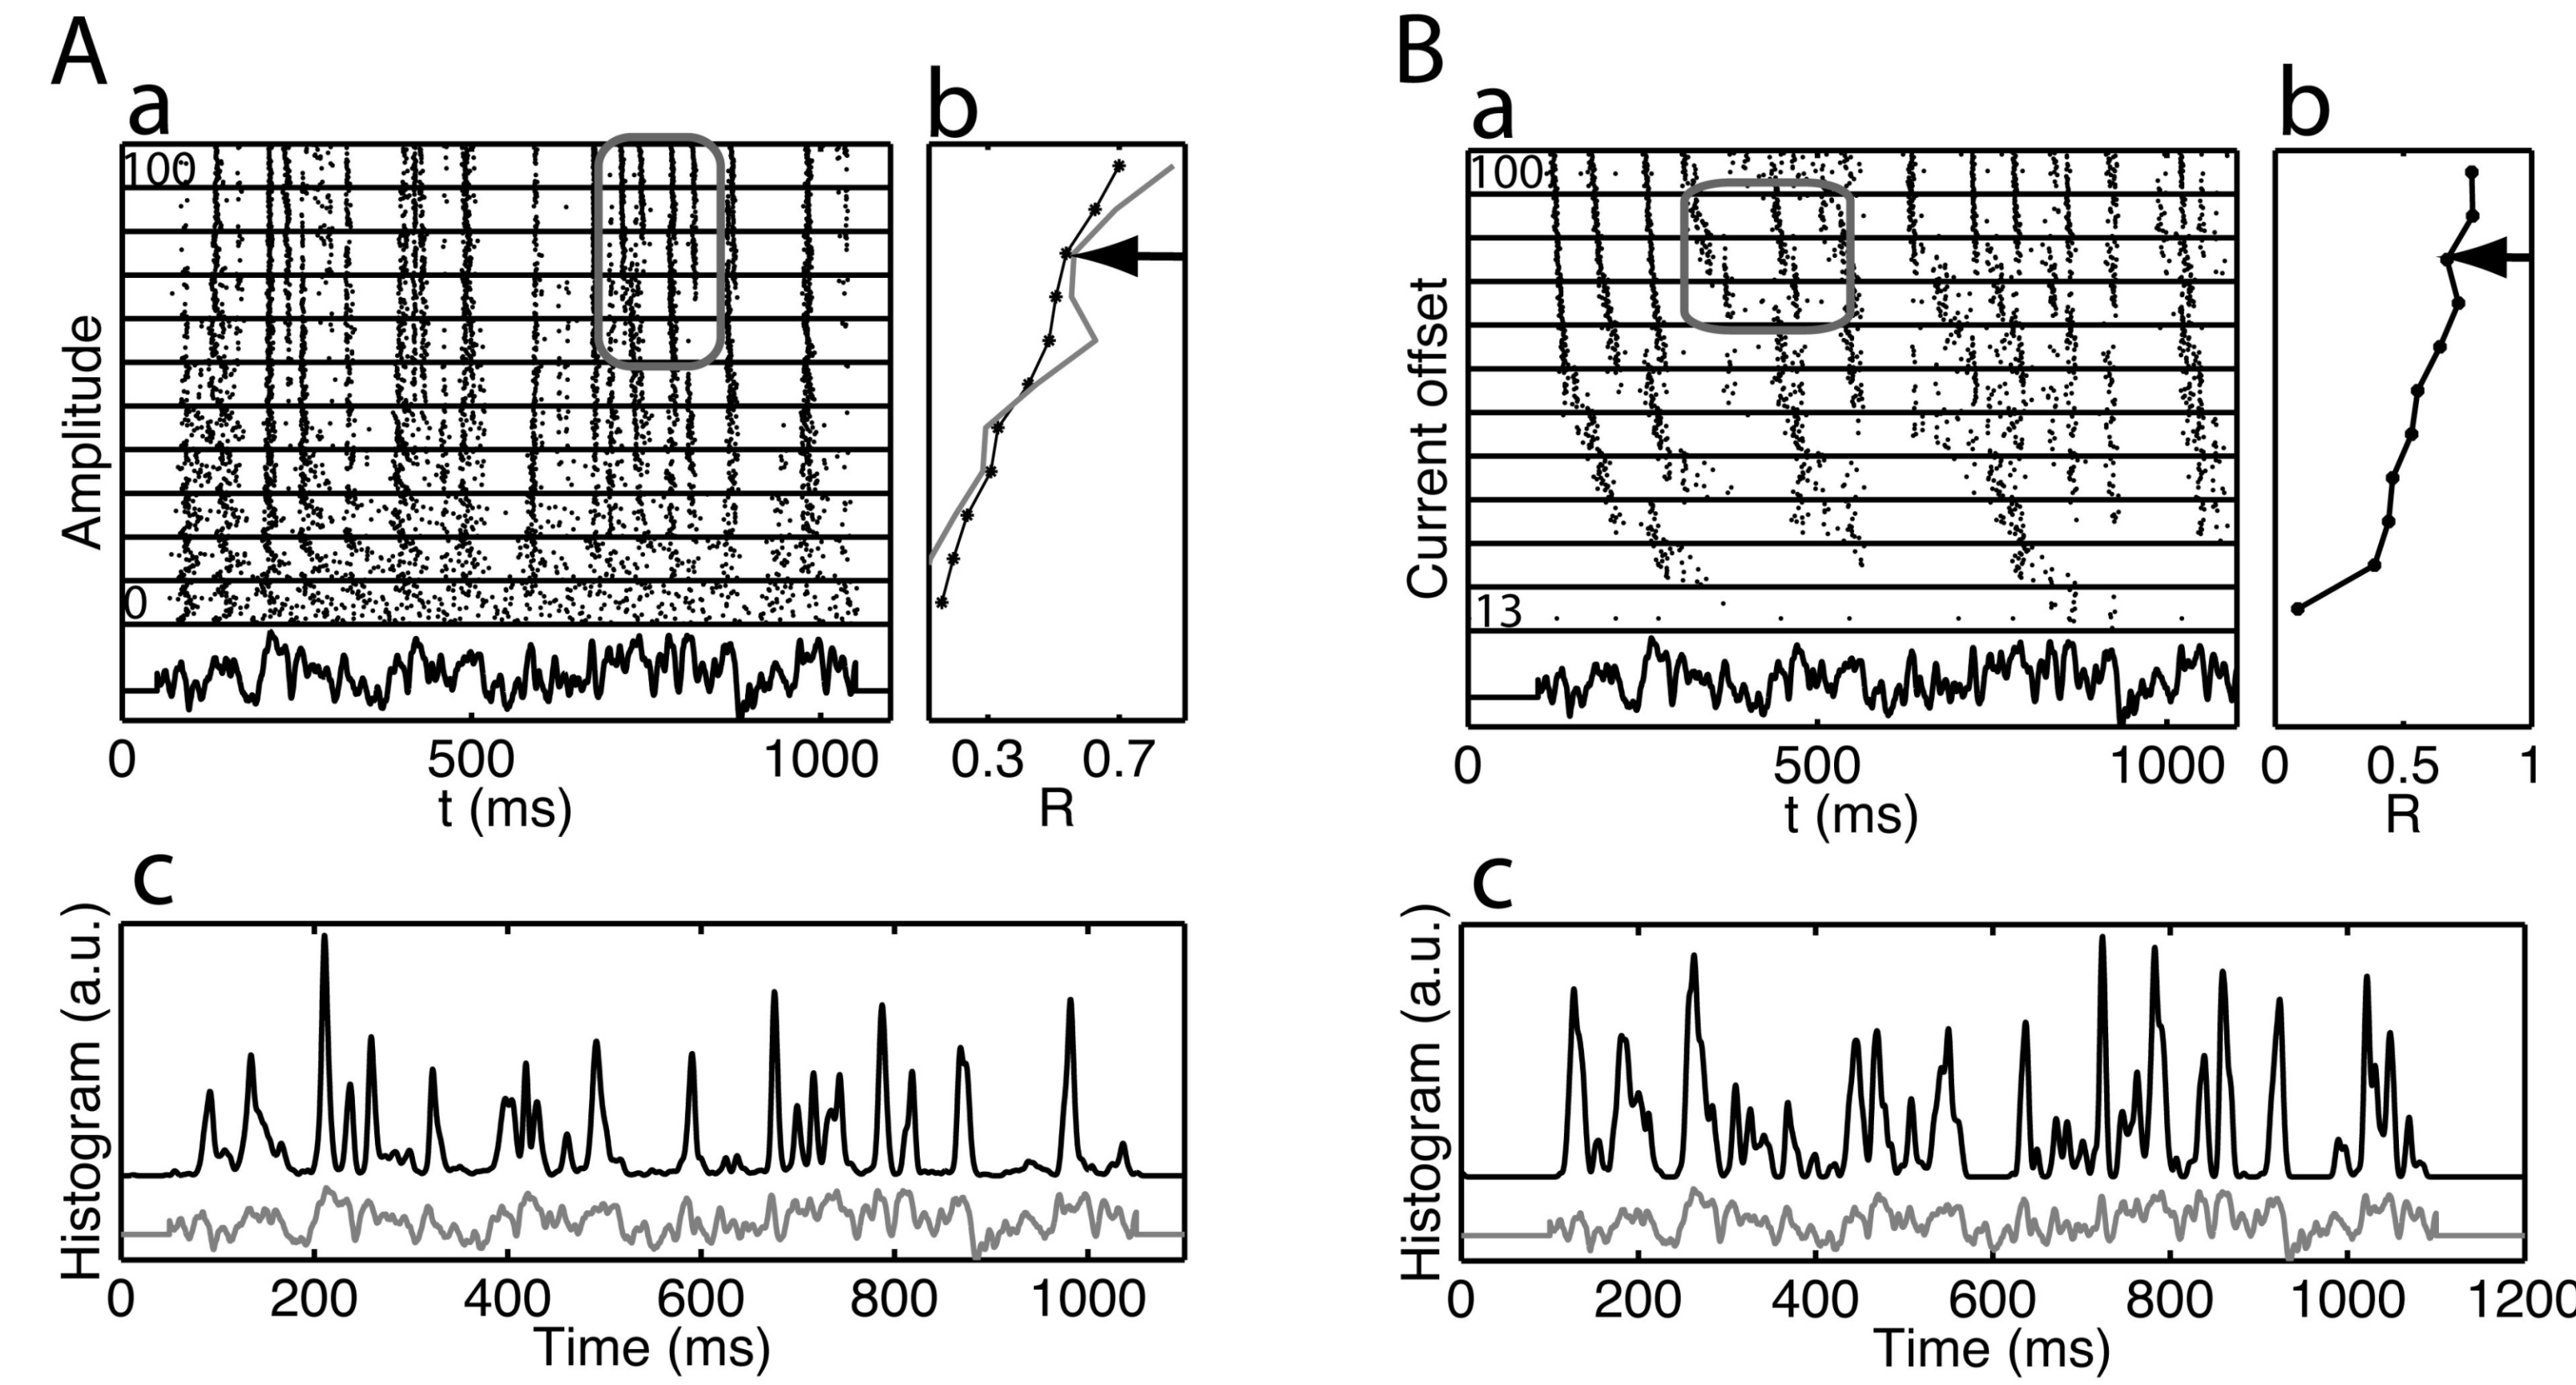 A
a
b
100
Amplitude
0
0 500 1000
t (ms)
0.3 0.7
R
c
Histogram (a.u.)
0 200 400 600 800 1000
Time (ms)
B
a
b
100
Current offset
13
0 500 1000
t (ms)
0 0.5 1
R
c
Histogram (a.u.)
0 200 400 600 800 1000 1200
Time (ms)